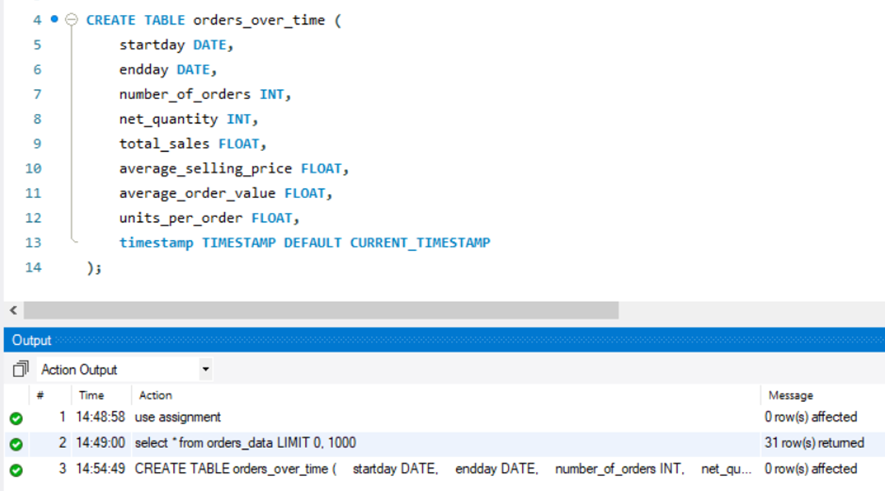 4 CREATE TABLE orders_over_time (
5 startday DATE,
6 endday DATE,
7 number_of_orders INT,
8 net_quantity INT,
9 total_sales FLOAT,
10 average_selling_price FLOAT,
11 average_order_value FLOAT,
12 units_per_order FLOAT,
13 timestamp TIMESTAMP DEFAULT CURRENT_TIMESTAMP
14 );
Output
Action Output
# Time Action Message
1 14:48:58 use assignment 0 row(s) affected
2 14:49:00 select * from orders_data LIMIT 0, 1000 31 row(s) returned
3 14:54:49 CREATE TABLE orders_over_time ( startday DATE, endday DATE, number_of_orders INT, net_qu... 0 row(s) affected